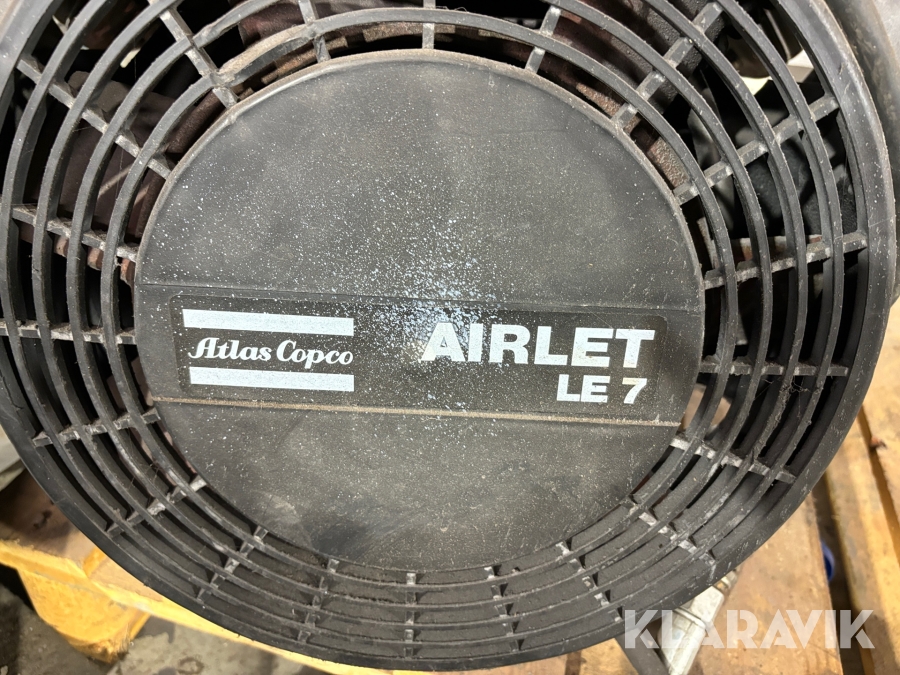 Atlas Copco AIRLET
LE 7
KLARAVIK